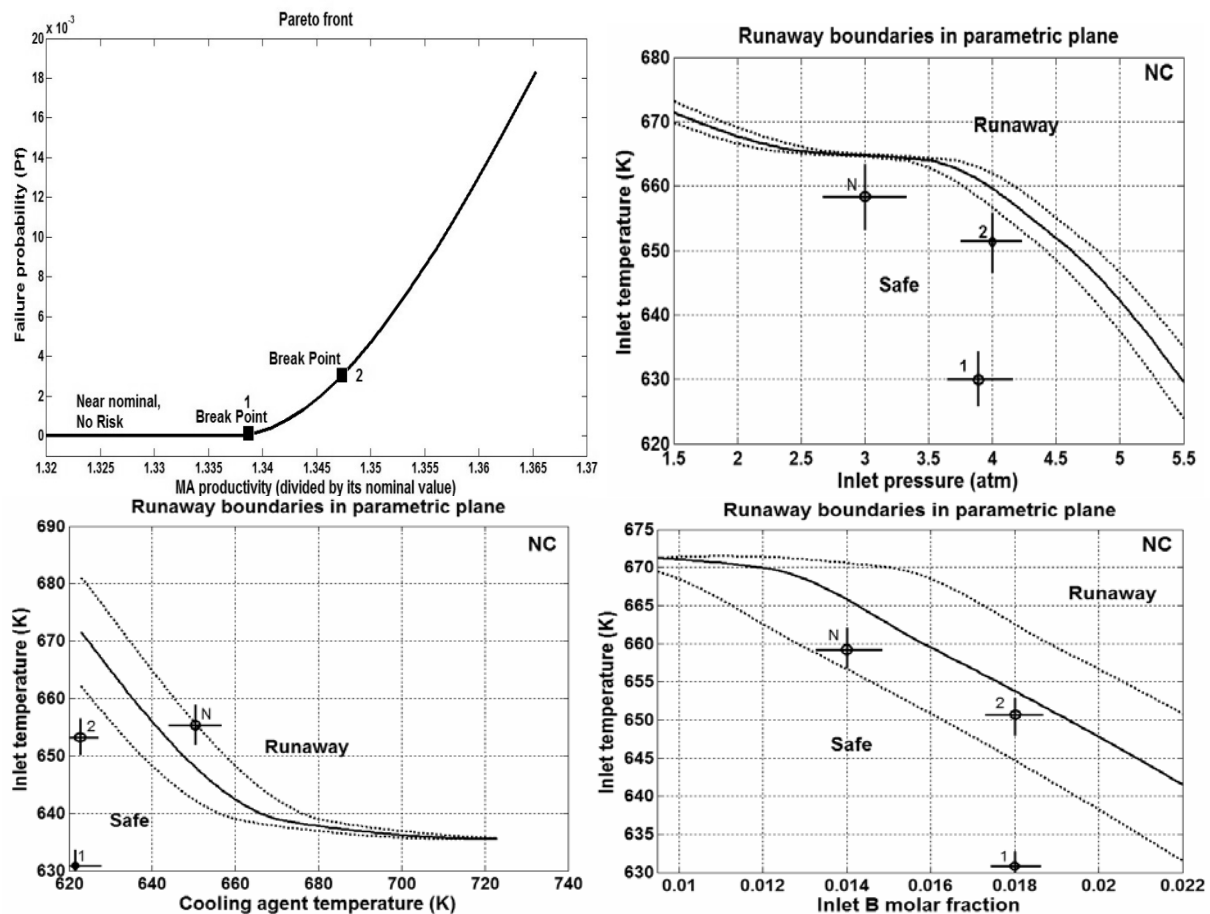 Pareto front
x 10⁻³
20
18
16
14
12
10
8
6
4
2
0
Failure probability (Pf)
Near nominal,
No Risk
1
Break Point
Break Point
2
1.32 1.325 1.33 1.335 1.34 1.345 1.35 1.355 1.36 1.365 1.37
MA productivity (divided by its nominal value)
Runaway boundaries in parametric plane
680
670
660
650
640
630
620
Inlet temperature (K)
NC
Runaway
N
2
Safe
1
1.5 2 2.5 3 3.5 4 4.5 5 5.5
Inlet pressure (atm)
Runaway boundaries in parametric plane
690
680
670
660
650
640
630
Inlet temperature (K)
NC
N
2
Runaway
Safe
1
620 640 660 680 700 720 740
Cooling agent temperature (K)
Runaway boundaries in parametric plane
675
670
665
660
655
650
645
640
635
630
Inlet temperature (K)
NC
Runaway
N
2
Safe
1
0.01 0.012 0.014 0.016 0.018 0.02 0.022
Inlet B molar fraction